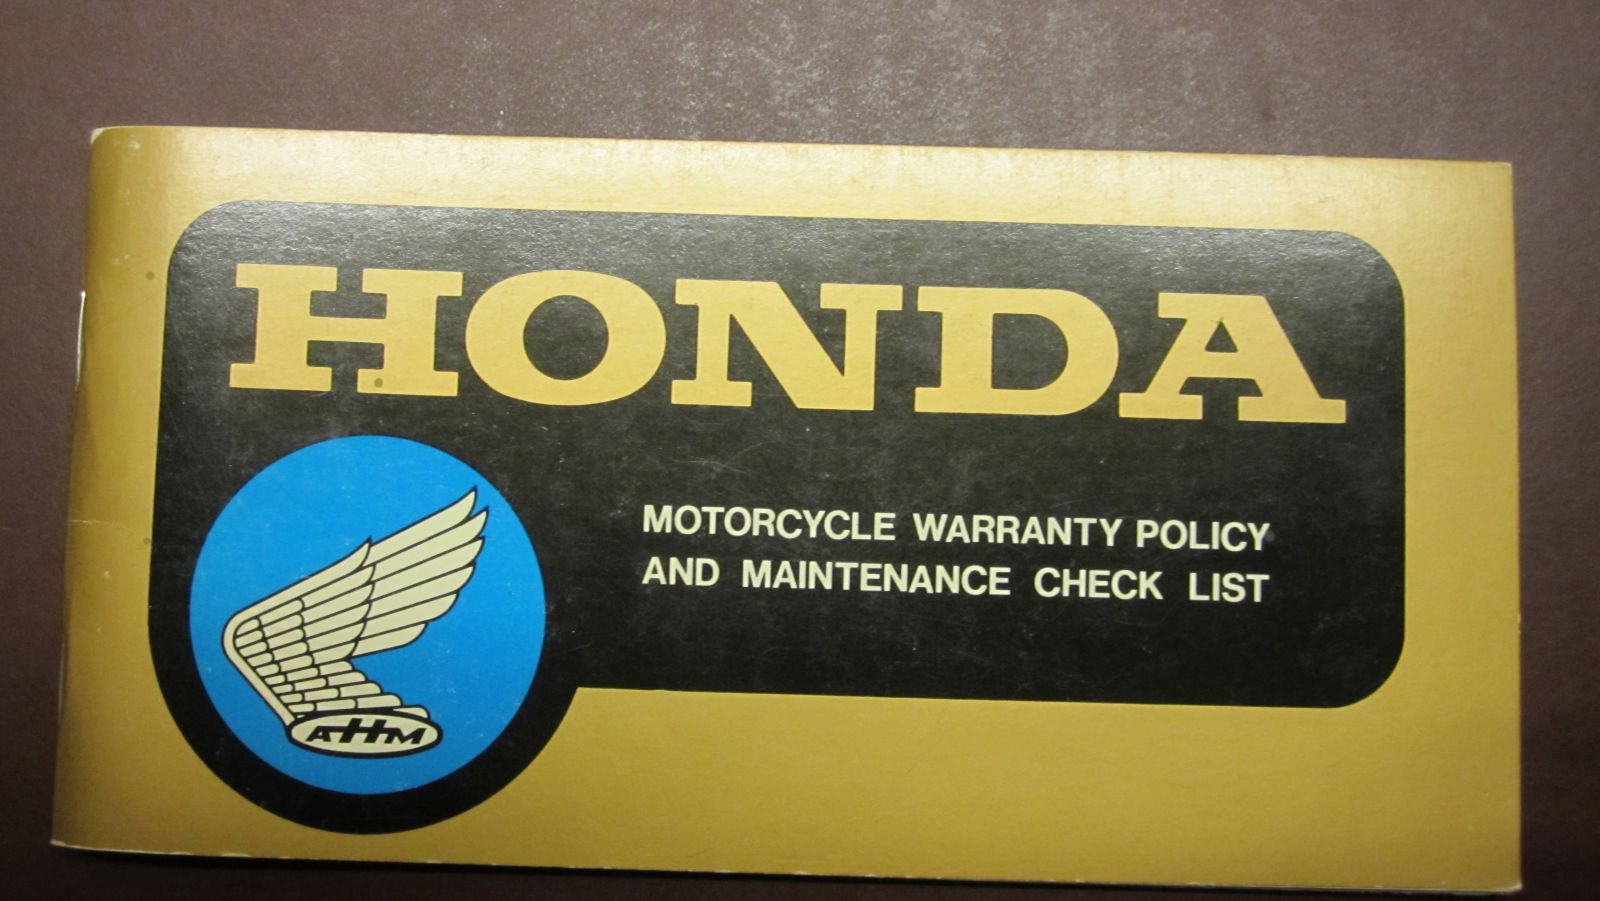 HONDA
MOTORCYCLE WARRANTY POLICY
AND MAINTENANCE CHECK LIST
AHM